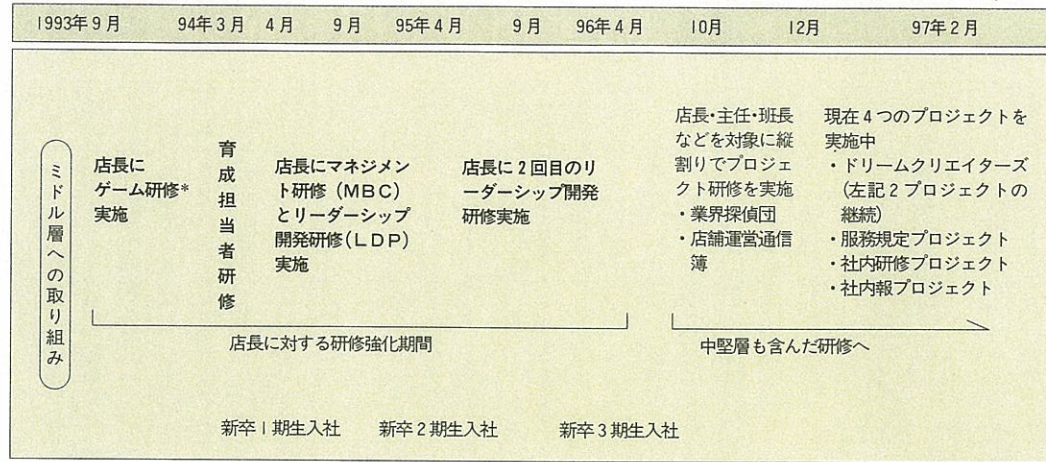 1993年9月 94年3月 4月 9月 95年4月 9月 96年4月 10月 12月 97年2月
ミドル層への取り組み
店長に
ゲーム研修*
実施
育成担当者研修
店長にマネジメン
ト研修(MBC)
とリーダーシップ
開発研修(LDP)
実施
店長に2回目のリ
ーダーシップ開発
研修実施
店長に対する研修強化期間
店長・主任・班長
などを対象に縦
割りでプロジェ
クト研修を実施
・業界探偵団
・店舗運営通信
簿
現在4つのプロジェクトを
実施中
・ドリームクリエイターズ
(左記2プロジェクトの
継続)
・服務規定プロジェクト
・社内研修プロジェクト
・社内報プロジェクト
中堅層も含んだ研修へ
新卒1期生入社 新卒2期生入社 新卒3期生入社